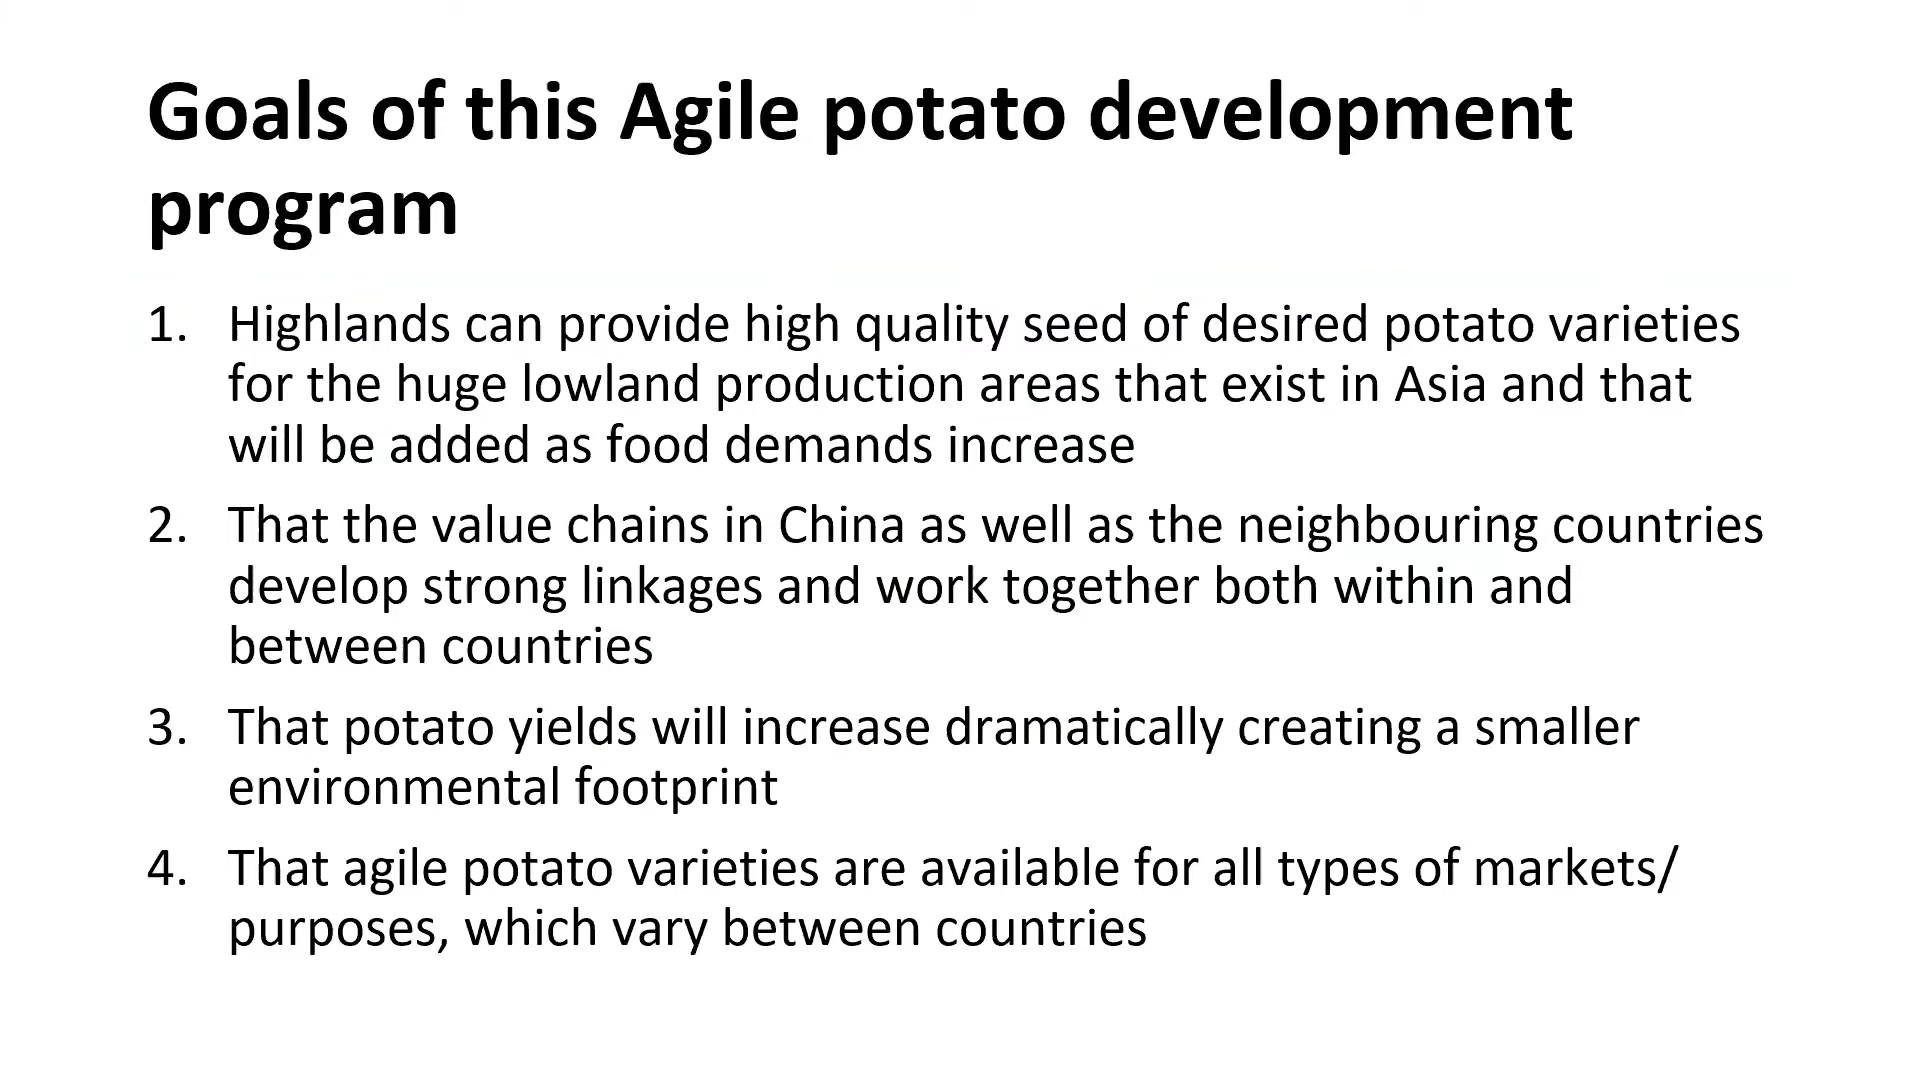 Goals of this Agile potato development
program
1. Highlands can provide high quality seed of desired potato varieties
for the huge lowland production areas that exist in Asia and that
will be added as food demands increase
2. That the value chains in China as well as the neighbouring countries
develop strong linkages and work together both within and
between countries
3. That potato yields will increase dramatically creating a smaller
environmental footprint
4. That agile potato varieties are available for all types of markets/
purposes, which vary between countries